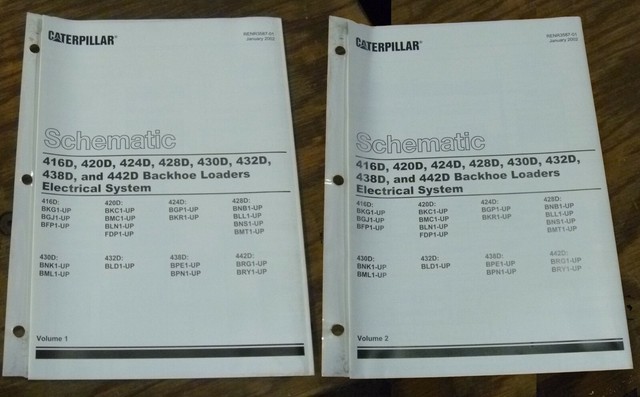 CATERPILLAR®
SENR3587-01
January 2002
Schematic
416D, 420D, 424D, 428D, 430D, 432D,
438D, and 442D Backhoe Loaders
Electrical System
416D: 420D: 424D: 428D:
BKG1-UP BKC1-UP BGP1-UP BNB1-UP
BGJ1-UP BMC1-UP BKR1-UP BLL1-UP
BFP1-UP BLN1-UP BNS1-UP
FDP1-UP BMT1-UP
430D: 432D: 438D: 442D:
BNK1-UP BLD1-UP BPE1-UP BRG1-UP
BML1-UP BPN1-UP BRY1-UP
Volume 1
CATERPILLAR®
January 2002
Schematic
416D, 420D, 424D, 428D, 430D, 432D,
438D, and 442D Backhoe Loaders
Electrical System
416D: 420D: 424D: 428D:
BKG1-UP BKC1-UP BGP1-UP BNB1-UP
BGJ1-UP BMC1-UP BKR1-UP BLL1-UP
BFP1-UP BLN1-UP BNS1-UP
FDP1-UP BMT1-UP
430D: 432D: 438D: 442D:
BNK1-UP BLD1-UP BPE1-UP BRG1-UP
BML1-UP BPN1-UP BRY1-UP
Volume 2